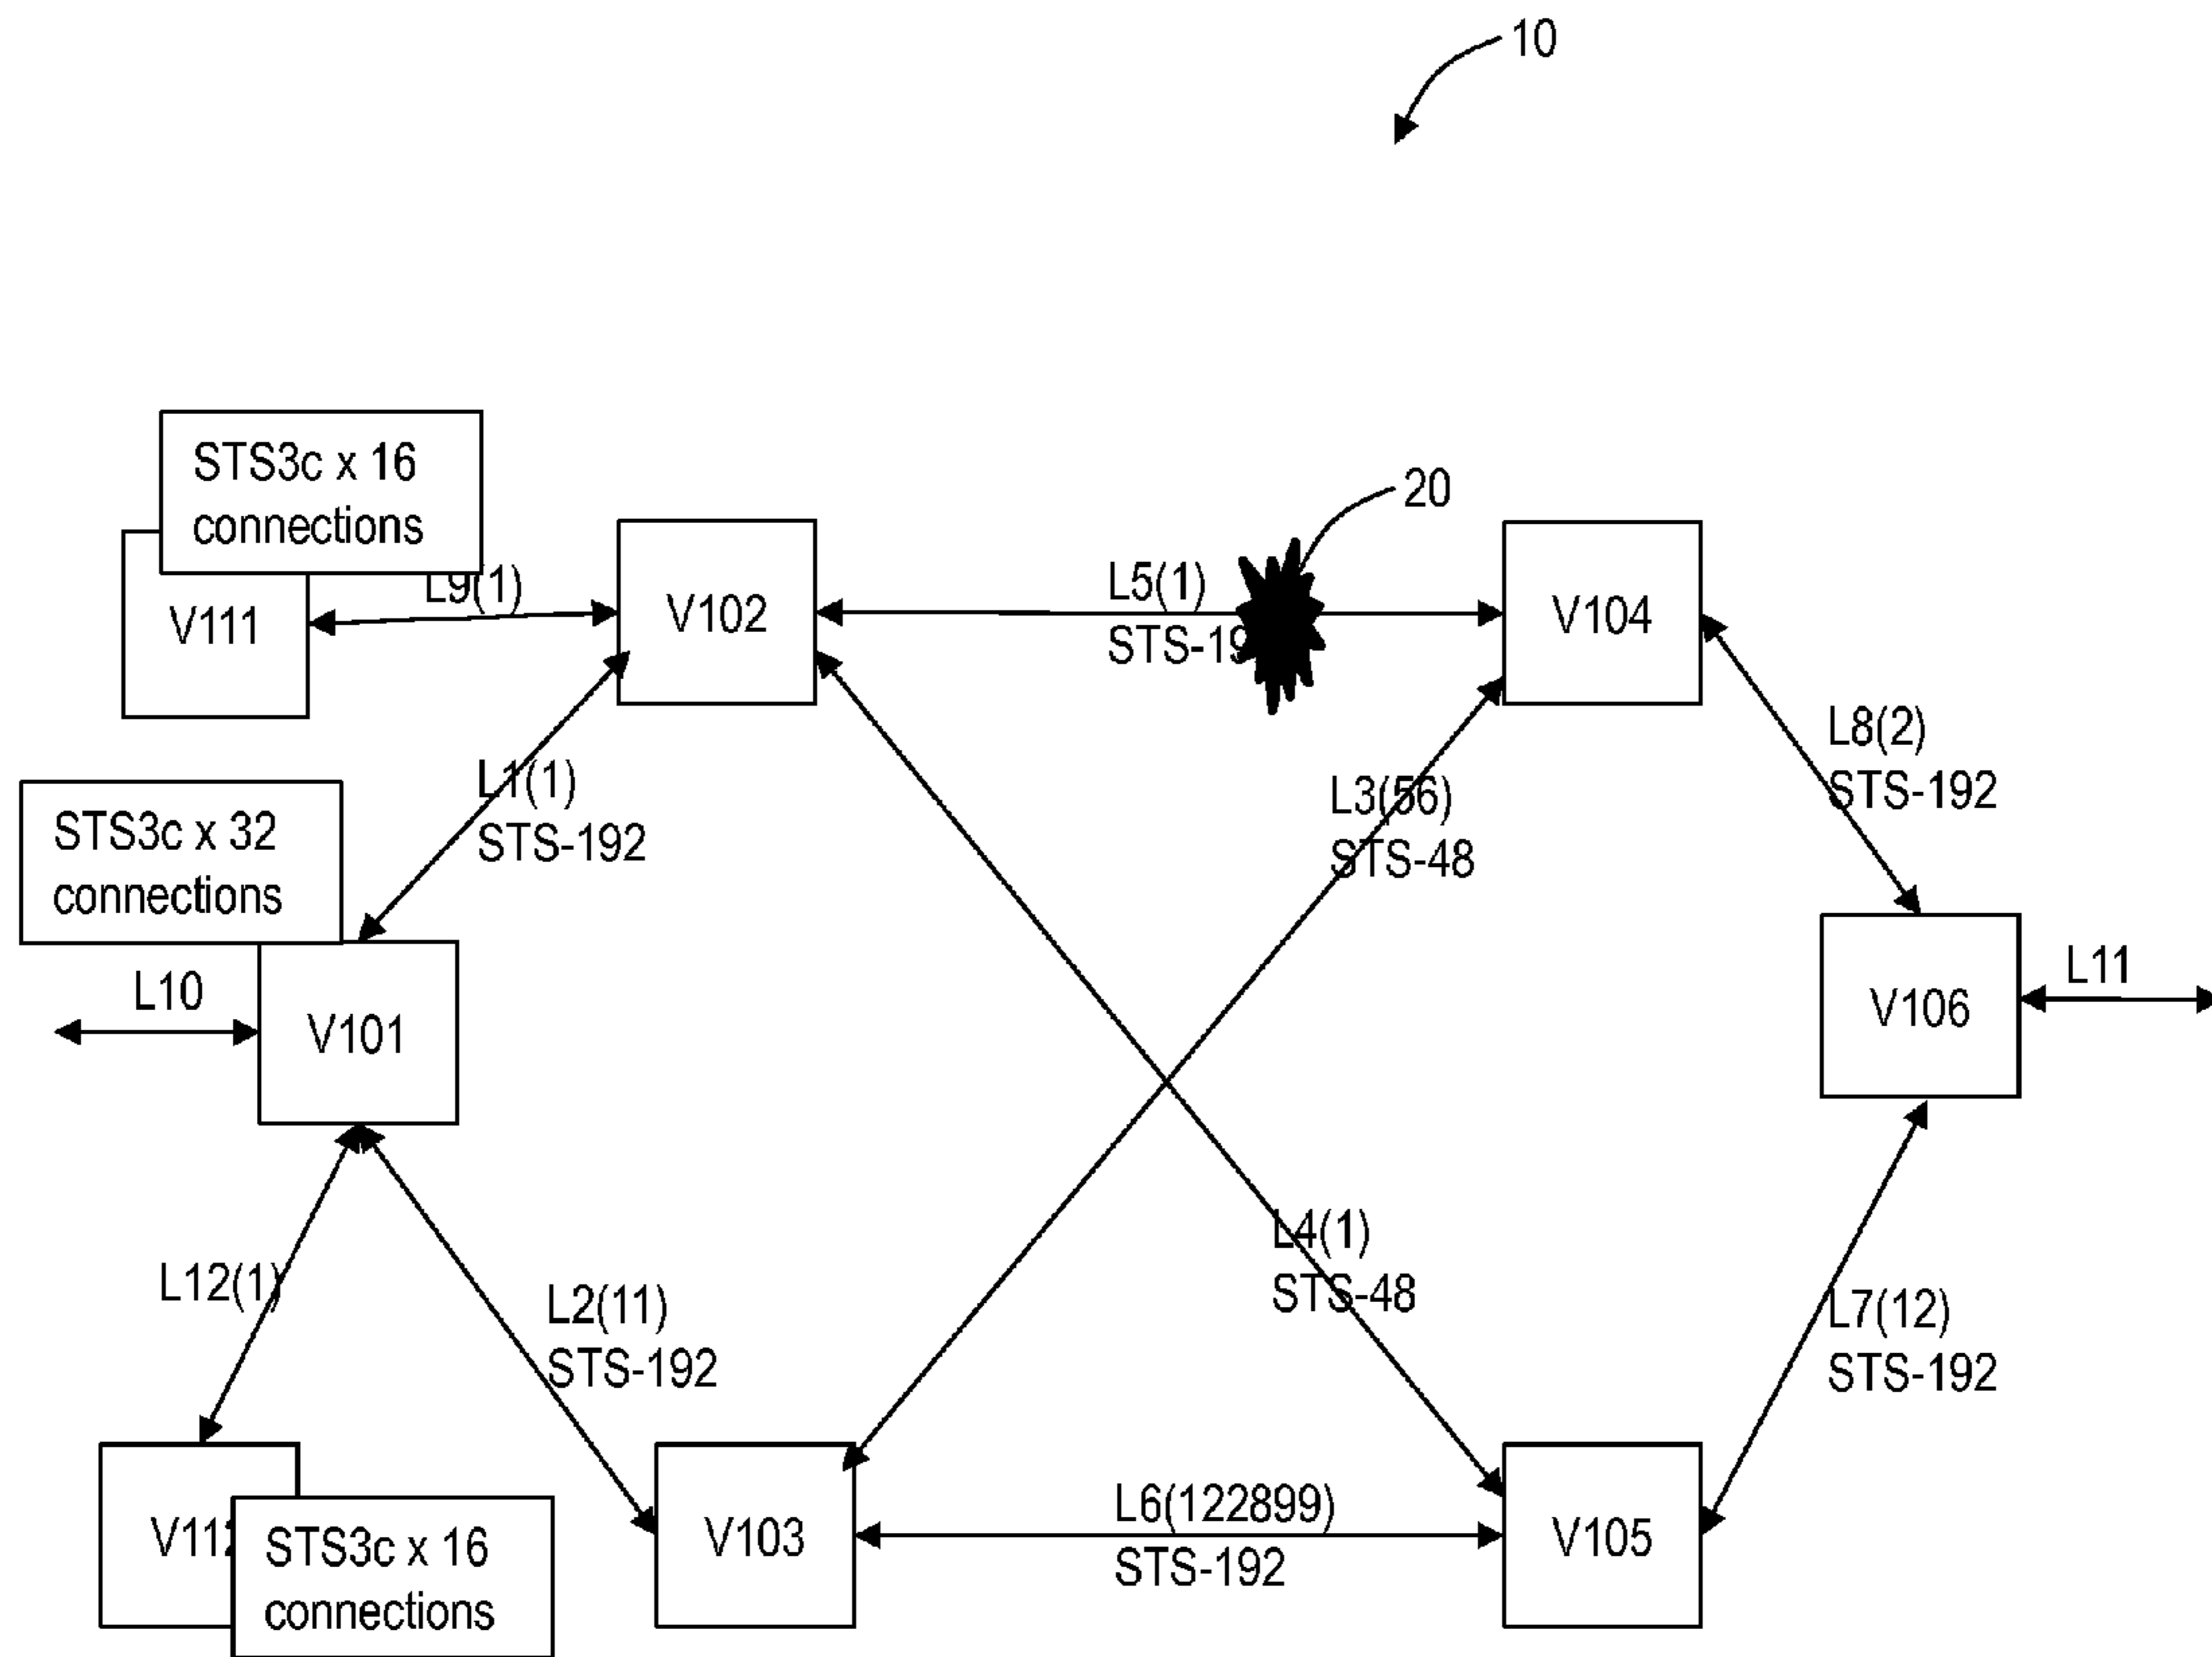 10
STS3c x 16
connections
20
L9(1)
V111
V102
L5(1)
V104
L8(2)
STS-192
L1(1)
STS-192
L3(56)
STS-48
STS3c x 32
connections
L10
V101
L11
V106
L12(1)
L2(11)
STS-192
L4(1)
STS-48
L7(12)
STS-192
V103
L6(122899)
STS-192
V105
STS3c x 16
connections